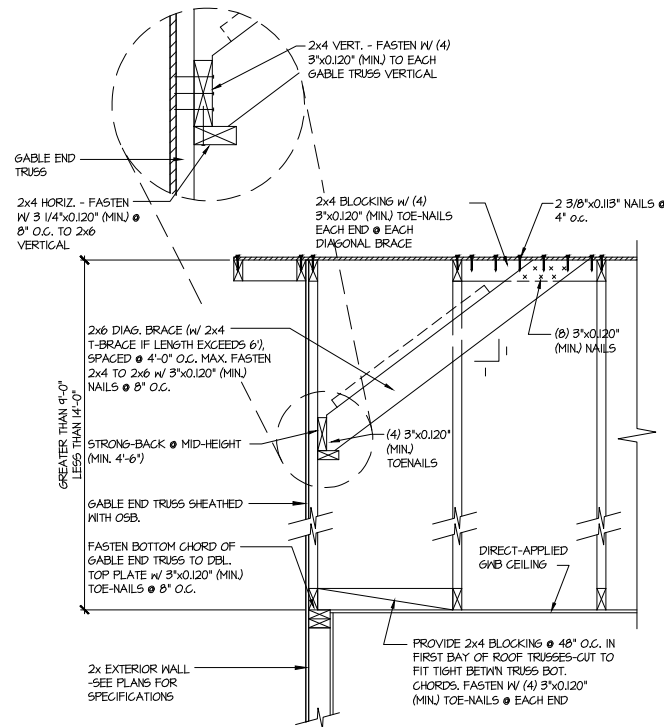 2x4 VERT. - FASTEN W/ (4)
3"x0.120" (MIN.) TO EACH
GABLE TRUSS VERTICAL
GABLE END
TRUSS
2x4 HORIZ. - FASTEN
W/ 3 1/4"x0.120" (MIN.) @
8" O.C. TO 2x6
VERTICAL
2x4 BLOCKING W/ (4)
3"x0.120" (MIN.) TOE-NAILS
EACH END @ EACH
DIAGONAL BRACE
2 3/8"x0.113" NAILS @
4" o.c.
2x6 DIAG. BRACE (W/ 2x4
T-BRACE IF LENGTH EXCEEDS 6'),
SPACED @ 4'-0" O.C. MAX. FASTEN
2x4 TO 2x6 W/ 3"x0.120" (MIN.)
NAILS @ 8" O.C.
(8) 3"x0.120"
(MIN.) NAILS
1
1
GREATER THAN 9'-0"
LESS THAN 14'-0"
STRONG-BACK @ MID-HEIGHT
(MIN. 4'-6")
(4) 3"x0.120"
(MIN.)
TOENAILS
GABLE END TRUSS SHEATHED
WITH OSB.
FASTEN BOTTOM CHORD OF
GABLE END TRUSS TO DBL.
TOP PLATE W/ 3"x0.120" (MIN.)
TOE-NAILS @ 8" O.C.
DIRECT-APPLIED
GWB CEILING
2x EXTERIOR WALL
-SEE PLANS FOR
SPECIFICATIONS
PROVIDE 2x4 BLOCKING @ 48" O.C. IN
FIRST BAY OF ROOF TRUSSES-CUT TO
FIT TIGHT BETW'N TRUSS BOT.
CHORDS. FASTEN W/ (4) 3"x0.120"
(MIN.) TOE-NAILS @ EACH END